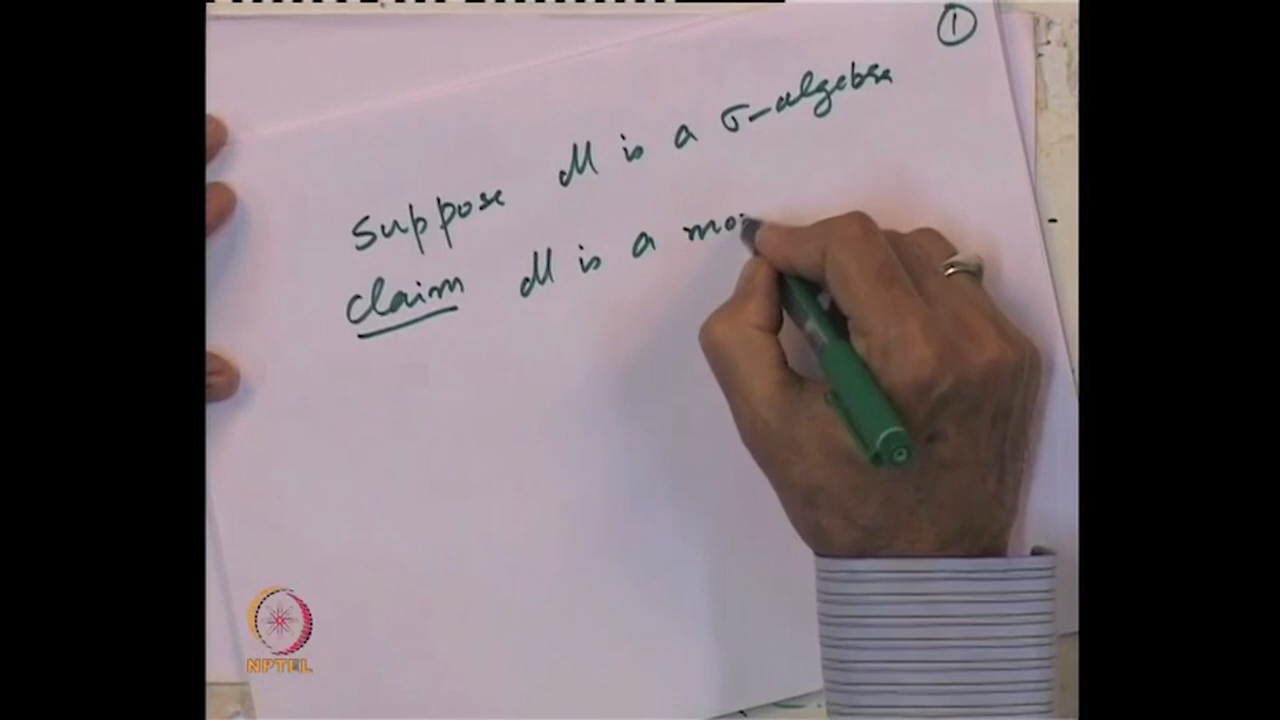 ①
Suppose M is a σ-algebra
Claim M is a mo
NPTEL